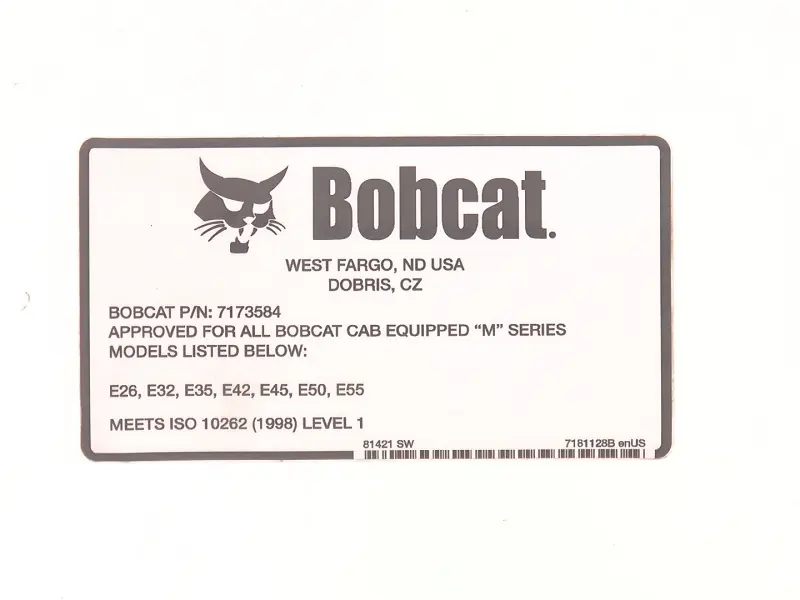 Bobcat.
WEST FARGO, ND USA
DOBRIS, CZ
BOBCAT P/N: 7173584
APPROVED FOR ALL BOBCAT CAB EQUIPPED “M” SERIES
MODELS LISTED BELOW:
E26, E32, E35, E42, E45, E50, E55
MEETS ISO 10262 (1998) LEVEL 1
81421 SW 7181128B enUS